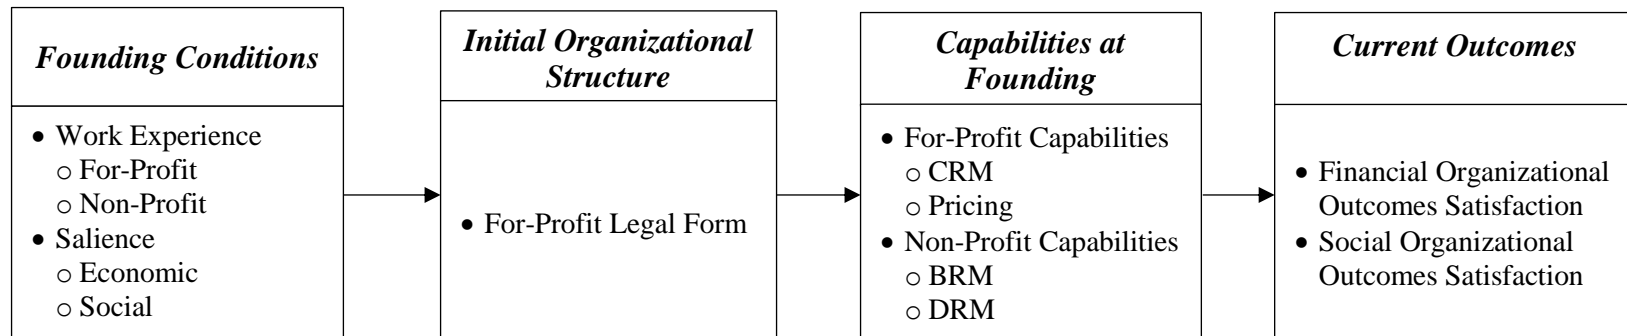 Founding Conditions
• Work Experience
o For-Profit
o Non-Profit
• Salience
o Economic
o Social
Initial Organizational
Structure
• For-Profit Legal Form
Capabilities at
Founding
• For-Profit Capabilities
o CRM
o Pricing
• Non-Profit Capabilities
o BRM
o DRM
Current Outcomes
• Financial Organizational
Outcomes Satisfaction
• Social Organizational
Outcomes Satisfaction